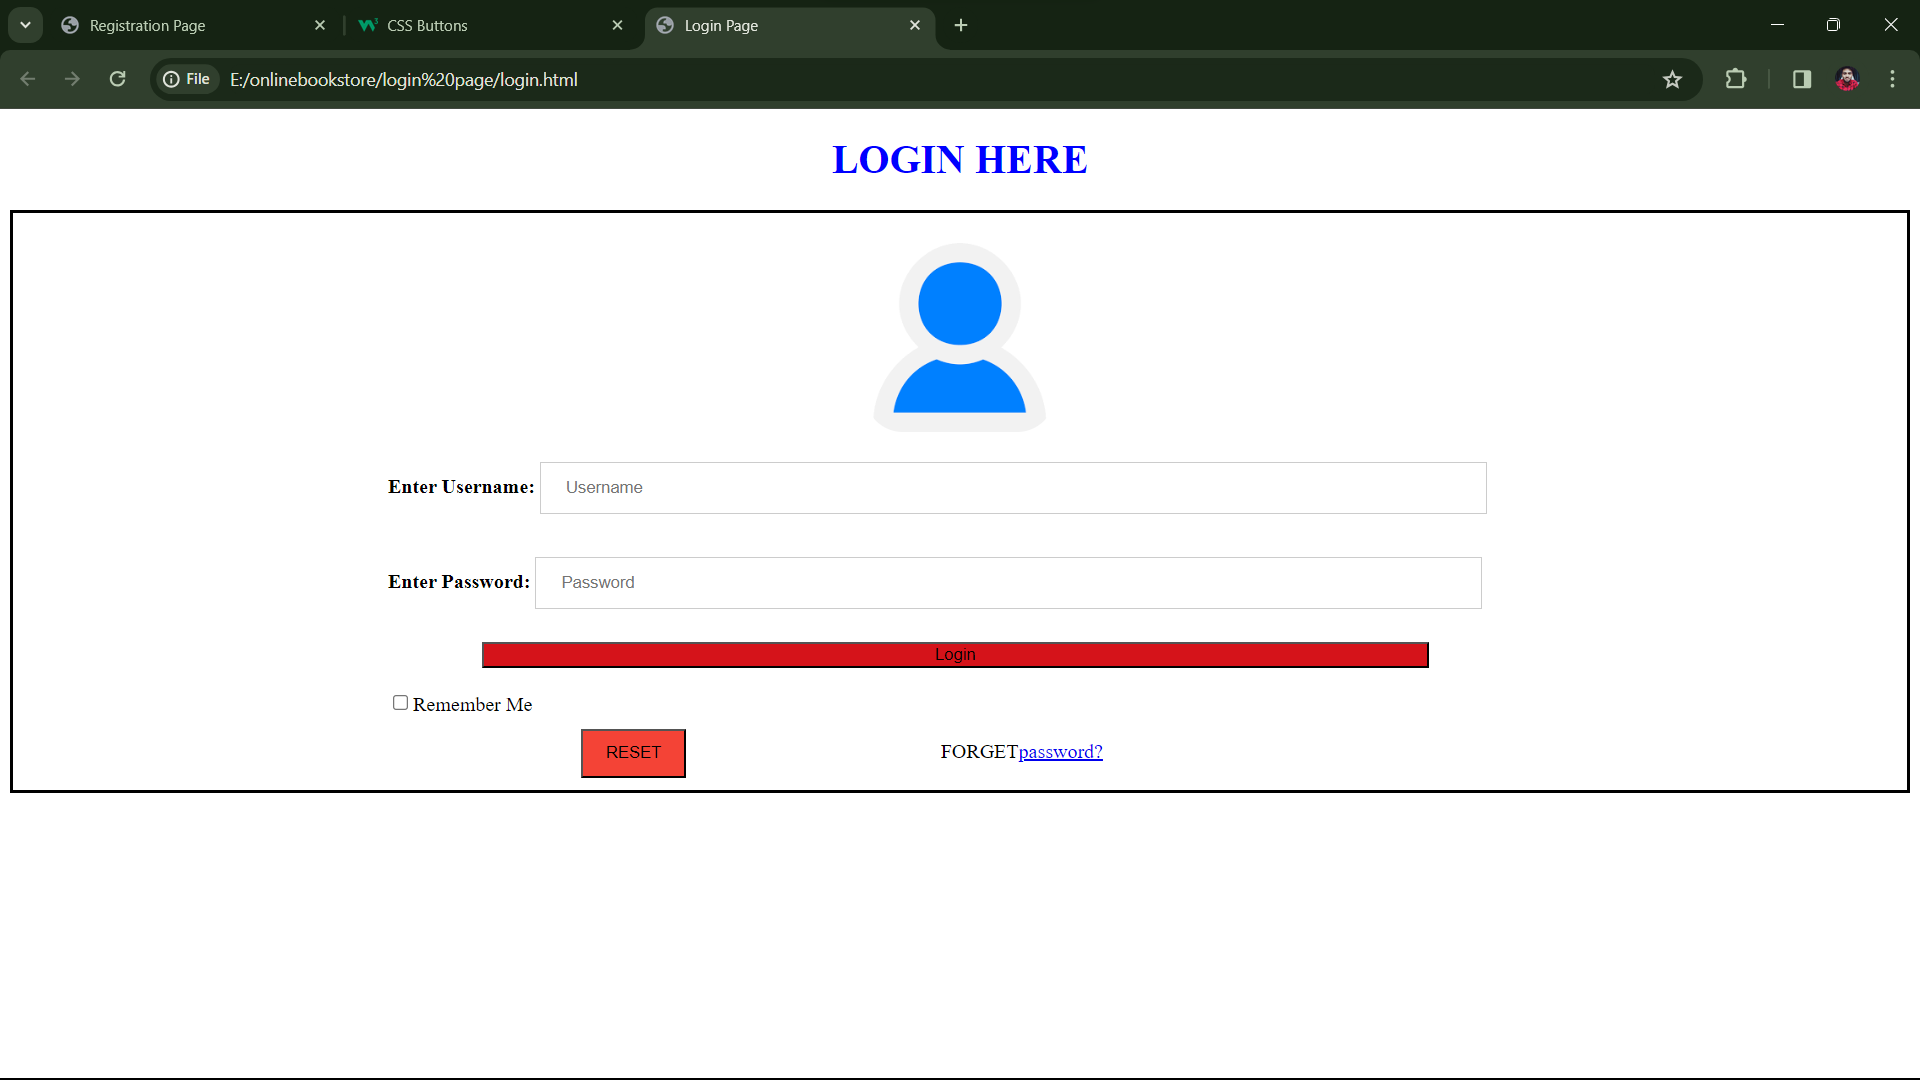 Registration Page
CSS Buttons
Login Page
File
E:/onlinebookstore/login%20page/login.html
LOGIN HERE
Enter Username: Username
Enter Password: Password
Login
Remember Me
RESET FORGETpassword?